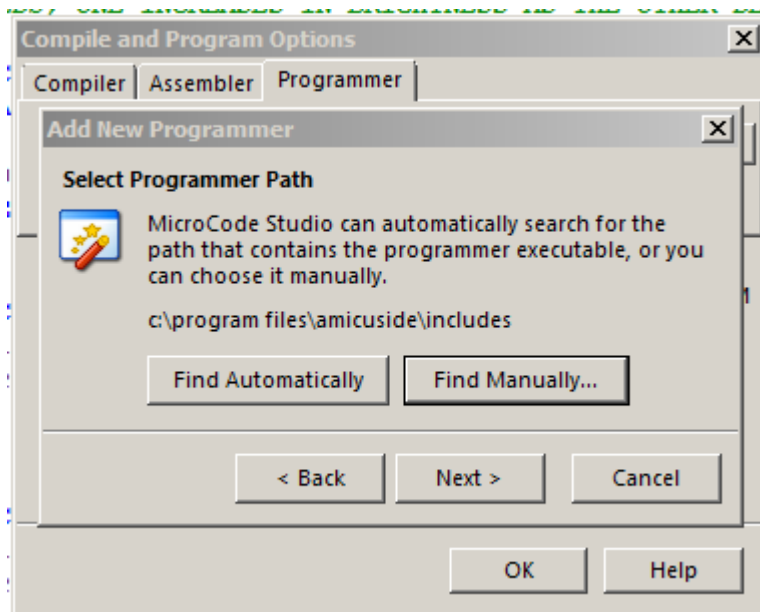 Compile and Program Options
Compiler Assembler Programmer
Add New Programmer
Select Programmer Path
MicroCode Studio can automatically search for the
path that contains the programmer executable, or you
can choose it manually.
c:\program files\amicuside\includes
Find Automatically Find Manually...
< Back Next > Cancel
OK Help